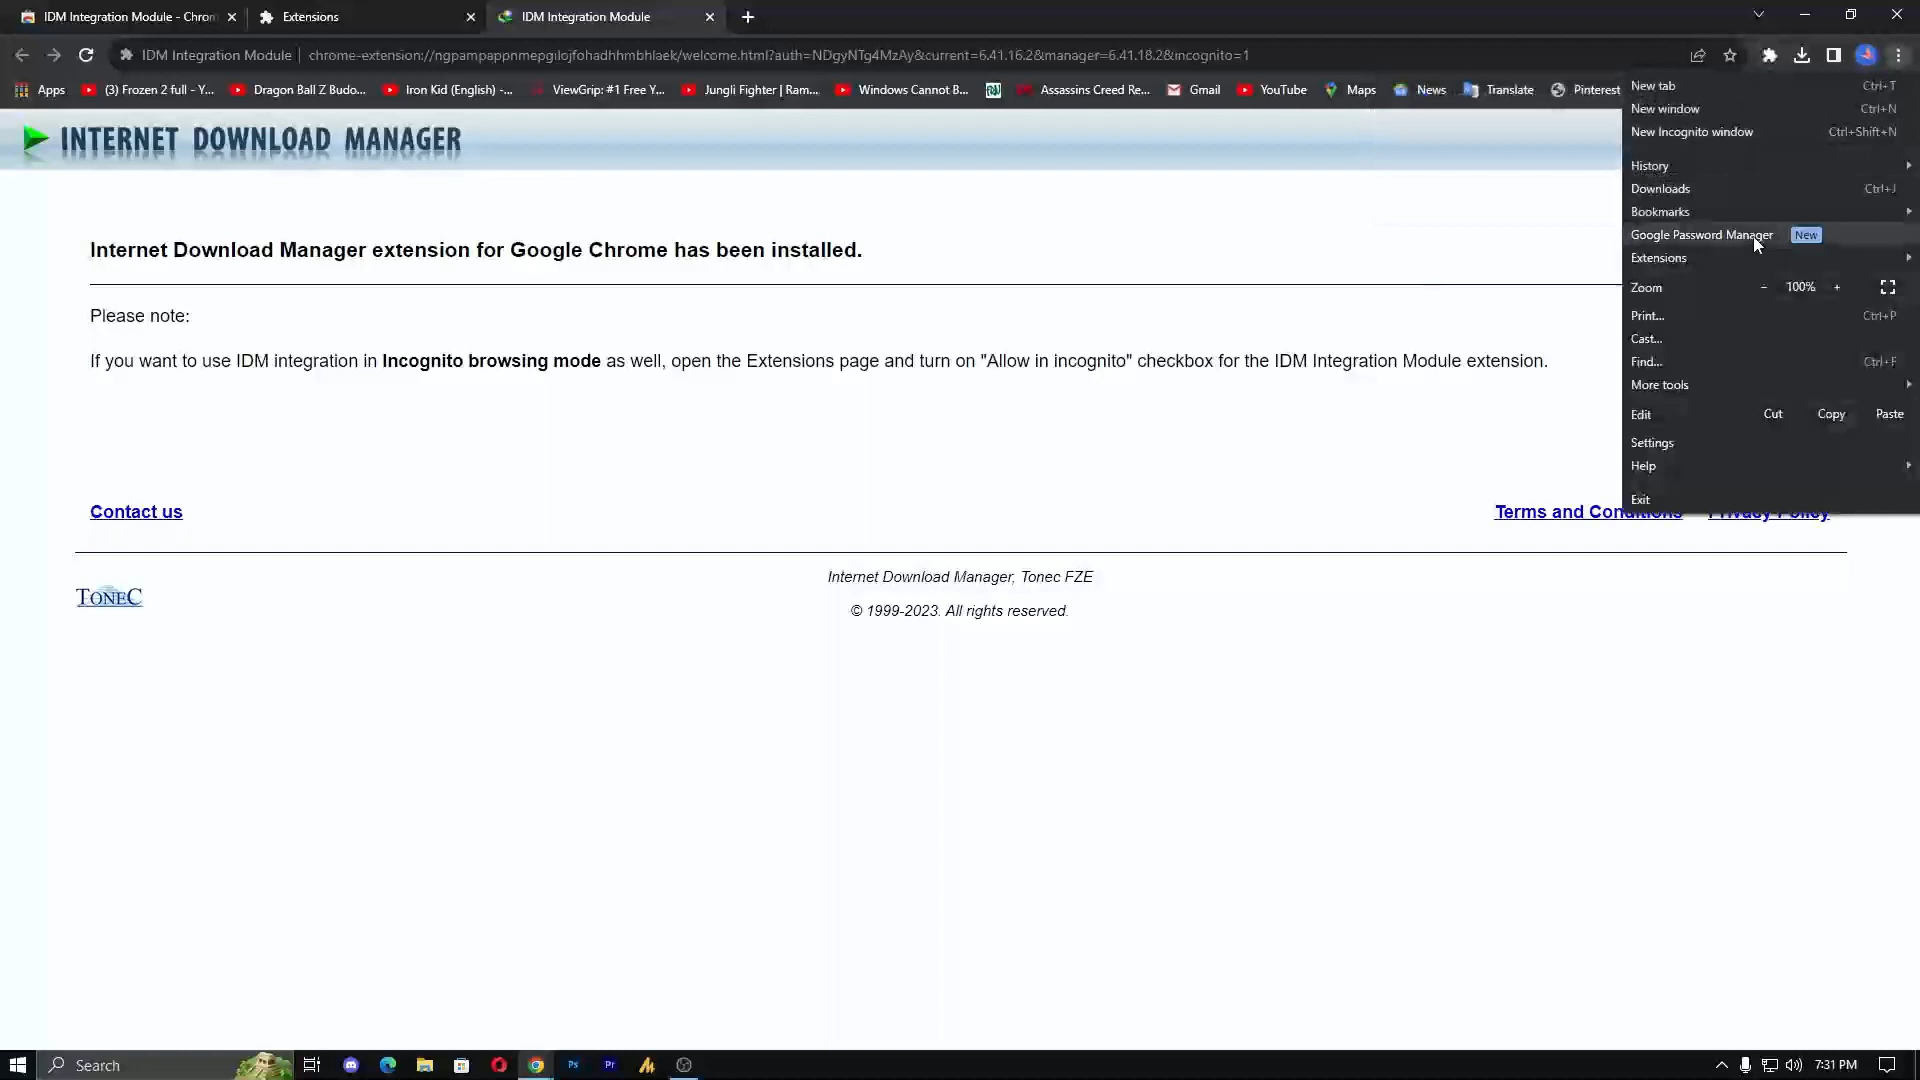 IDM Integration Module - Chron
Extensions
IDM Integration Module
IDM Integration Module | chrome-extension://ngpampappnmepgilojfohadhhmbhlaek/welcome.html?auth=NDgyNTg4MzAy&current=6.41.16.2&manager=6.41.18.2&incognito=1
Apps (3) Frozen 2 full - Y... Dragon Ball Z Budo... Iron Kid (English) -... ViewGrip: #1 Free Y... Jungli Fighter | Ram... Windows Cannot B... Assassins Creed Re... Gmail YouTube Maps News Translate Pinterest
INTERNET DOWNLOAD MANAGER
Internet Download Manager extension for Google Chrome has been installed.
Please note:
If you want to use IDM integration in Incognito browsing mode as well, open the Extensions page and turn on "Allow in incognito" checkbox for the IDM Integration Module extension.
Contact us
Terms and Conditions Privacy Policy
Internet Download Manager, Tonec FZE
TONEC
© 1999-2023. All rights reserved.
New tab Ctrl+T
New window Ctrl+N
New Incognito window Ctrl+Shift+N
History
Downloads Ctrl+J
Bookmarks
Google Password Manager New
Extensions
Zoom − 100% +
Print... Ctrl+P
Cast...
Find... Ctrl+F
More tools
Edit Cut Copy Paste
Settings
Help
Exit
Search
Ps
Pr
7:31 PM